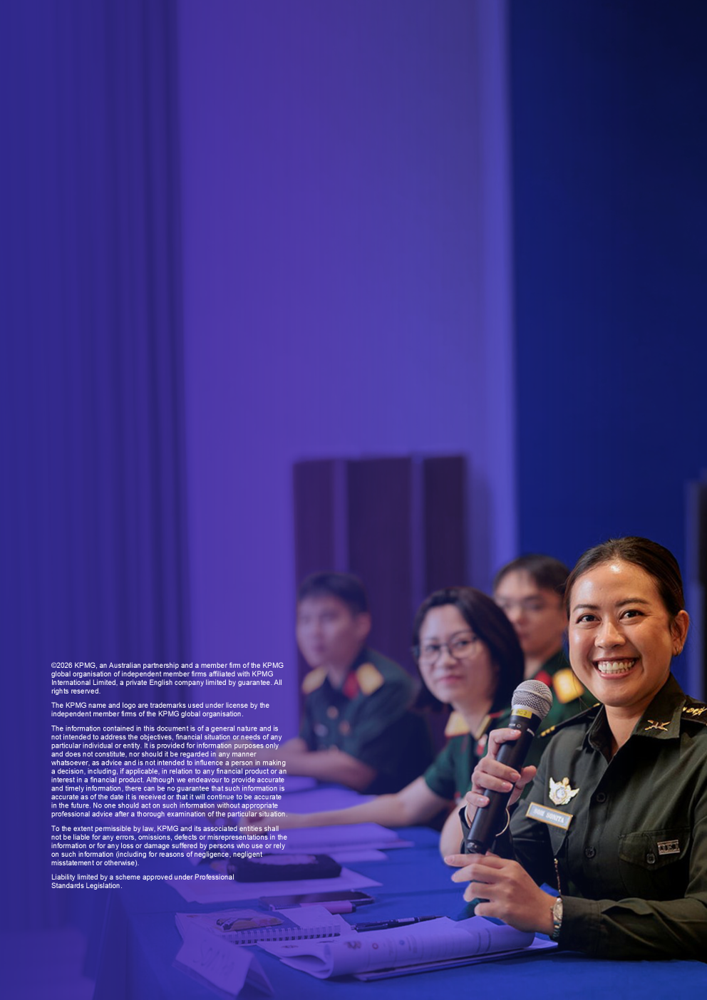 ©2026 KPMG, an Australian partnership and a member firm of the KPMG
global organisation of independent member firms affiliated with KPMG
International Limited, a private English company limited by guarantee. All
rights reserved.
The KPMG name and logo are trademarks used under license by the
independent member firms of the KPMG global organisation.
The information contained in this document is of a general nature and is
not intended to address the objectives, financial situation or needs of any
particular individual or entity. It is provided for information purposes only
and does not constitute, nor should it be regarded in any manner
whatsoever, as advice and is not intended to influence a person in making
a decision, including, if applicable, in relation to any financial product or an
interest in a financial product. Although we endeavour to provide accurate
and timely information, there can be no guarantee that such information is
accurate as of the date it is received or that it will continue to be accurate
in the future. No one should act on such information without appropriate
professional advice after a thorough examination of the particular situation.
To the extent permissible by law, KPMG and its associated entities shall
not be liable for any errors, omissions, defects or misrepresentations in the
information or for any loss or damage suffered by persons who use or rely
on such information (including for reasons of negligence, negligent
misstatement or otherwise).
Liability limited by a scheme approved under Professional
Standards Legislation.